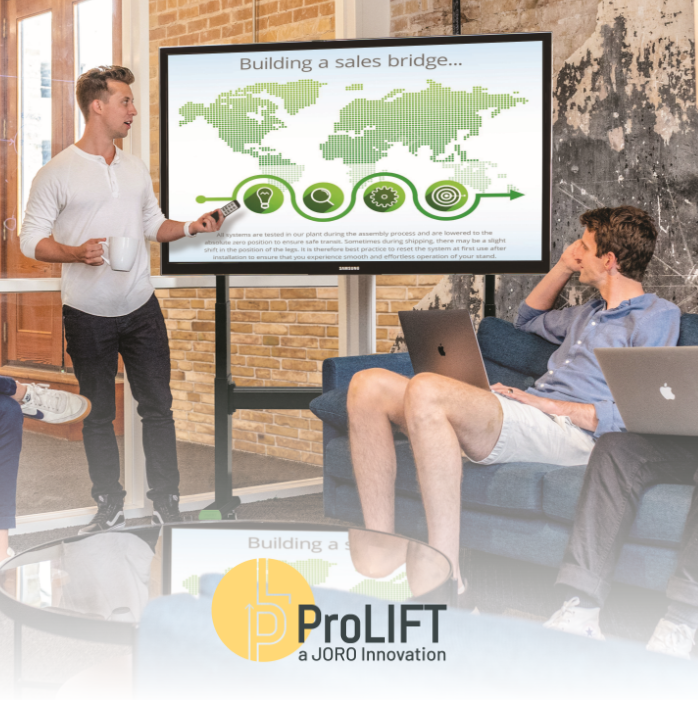 Building a sales bridge...
All systems are tested in our plant during the assembly process and are lowered to the
absolute zero position to ensure safe transit. Sometimes during shipping, there may be a slight
shift in the position of the legs. It is therefore best practice to reset the system at first use after
installation to ensure that you experience smooth and effortless operation of your stand.
SAMSUNG
Building a s
ProLIFT
a JORO Innovation